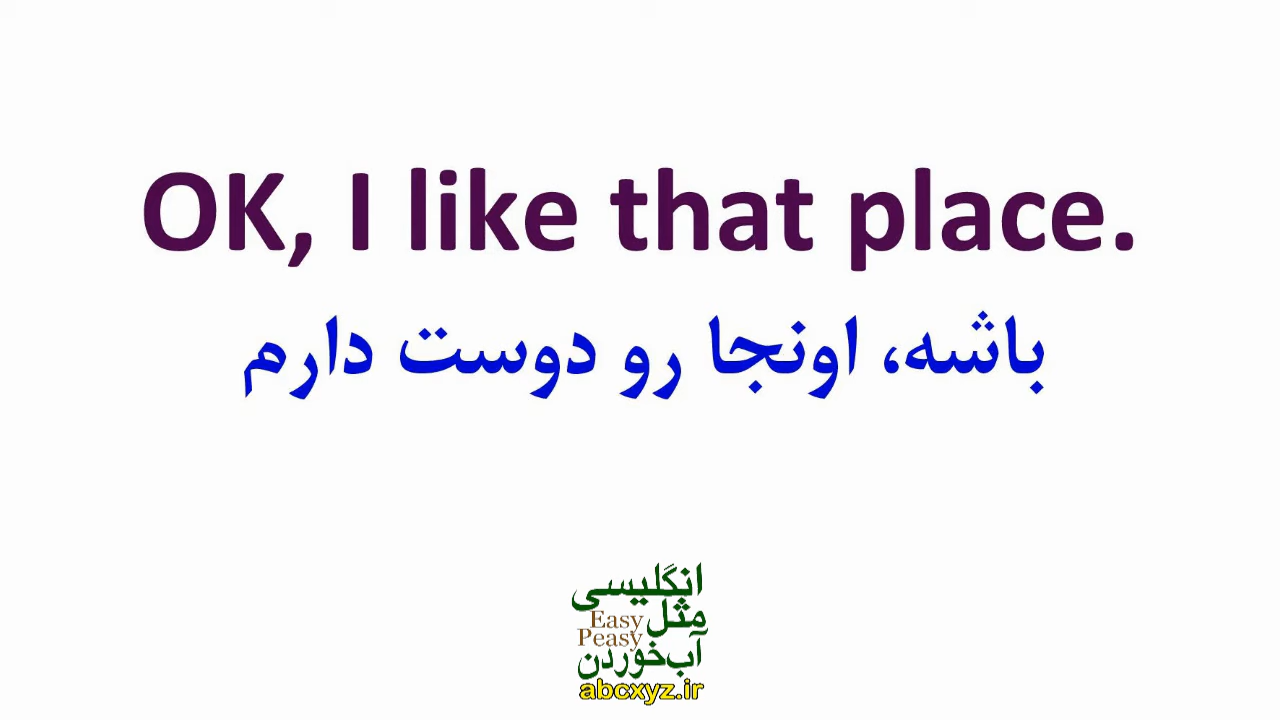 OK, I like that place.
باشه، اونجا رو دوست دارم
انگلیسی
مثل
Easy
Peasy
آب‌خوردن
abcxyz.ir